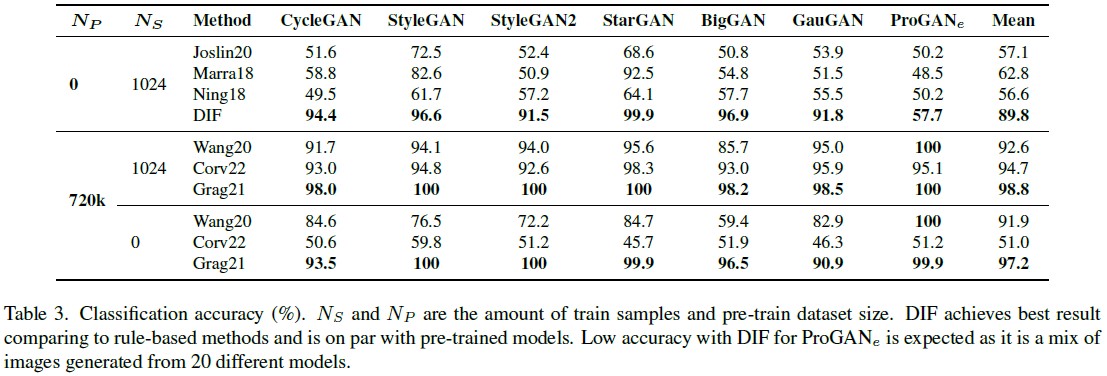 N_P N_S Method CycleGAN StyleGAN StyleGAN2 StarGAN BigGAN GauGAN ProGAN_e Mean
0 1024 Joslin20 51.6 72.5 52.4 68.6 50.8 53.9 50.2 57.1
Marra18 58.8 82.6 50.9 92.5 54.8 51.5 48.5 62.8
Ning18 49.5 61.7 57.2 64.1 57.7 55.5 50.2 56.6
DIF 94.4 96.6 91.5 99.9 96.9 91.8 57.7 89.8
720k 1024 Wang20 91.7 94.1 94.0 95.6 85.7 95.0 100 92.6
Corv22 93.0 94.8 92.6 98.3 93.0 95.9 95.1 94.7
Grag21 98.0 100 100 100 98.2 98.5 100 98.8
0 Wang20 84.6 76.5 72.2 84.7 59.4 82.9 100 91.9
Corv22 50.6 59.8 51.2 45.7 51.9 46.3 51.2 51.0
Grag21 93.5 100 100 99.9 96.5 90.9 99.9 97.2
Table 3. Classification accuracy (%). N_S and N_P are the amount of train samples and pre-train dataset size. DIF achieves best result
comparing to rule-based methods and is on par with pre-trained models. Low accuracy with DIF for ProGAN_e is expected as it is a mix of
images generated from 20 different models.